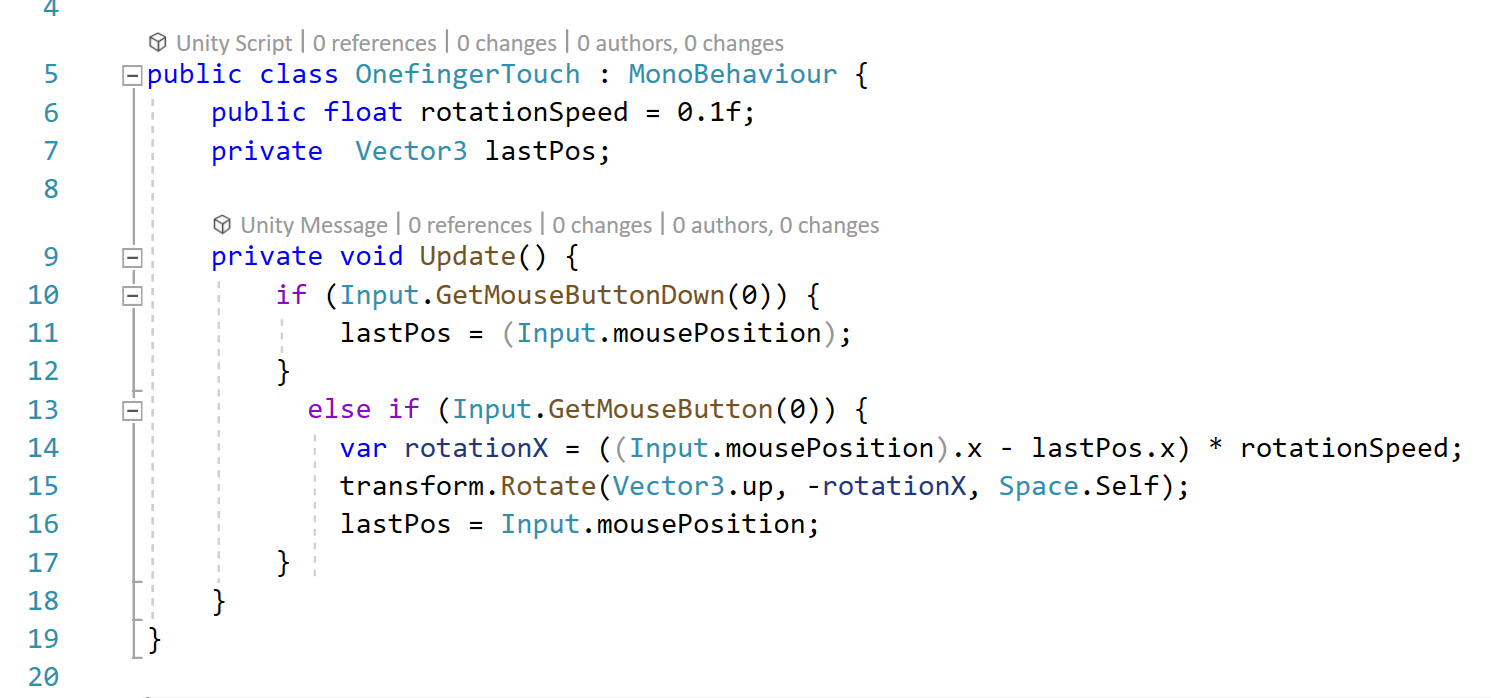 4
Unity Script | 0 references | 0 changes | 0 authors, 0 changes
5 public class OnefingerTouch : MonoBehaviour {
6 public float rotationSpeed = 0.1f;
7 private  Vector3 lastPos;
8
Unity Message | 0 references | 0 changes | 0 authors, 0 changes
9 private void Update() {
10 if (Input.GetMouseButtonDown(0)) {
11 lastPos = (Input.mousePosition);
12 }
13 else if (Input.GetMouseButton(0)) {
14 var rotationX = ((Input.mousePosition).x - lastPos.x) * rotationSpeed;
15 transform.Rotate(Vector3.up, -rotationX, Space.Self);
16 lastPos = Input.mousePosition;
17 }
18 }
19 }
20